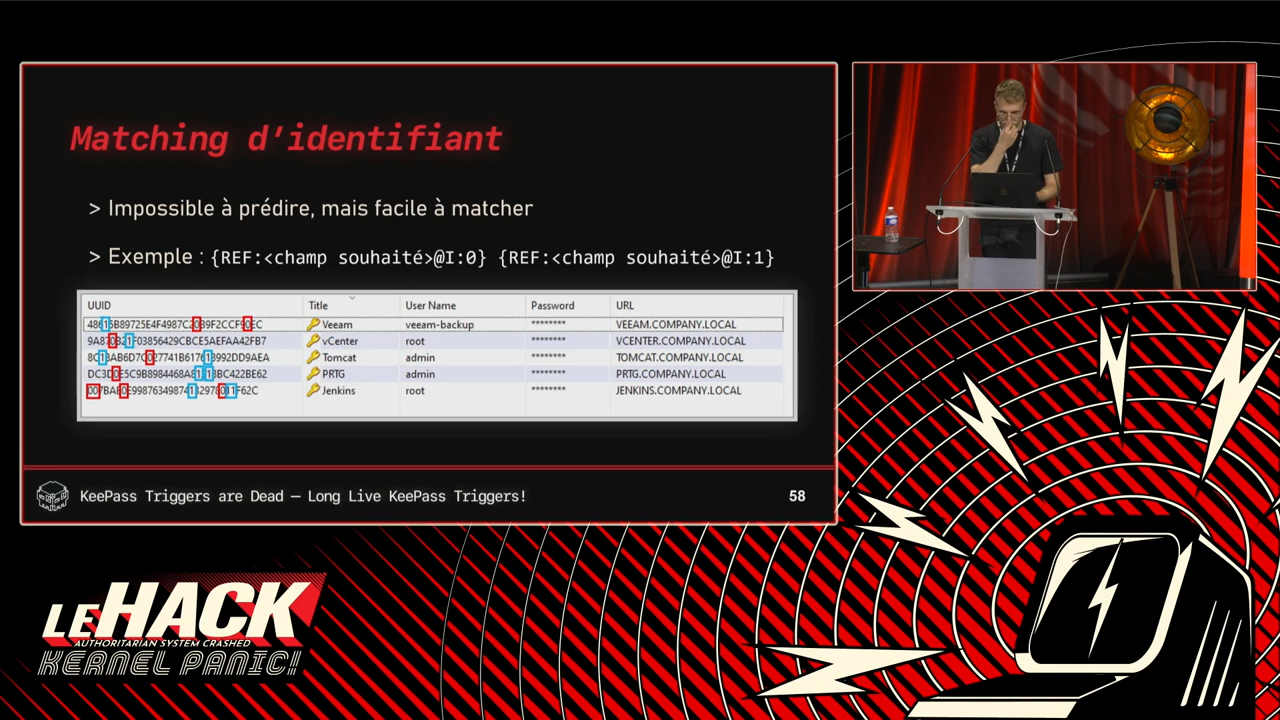 Matching d'identifiant
> Impossible à prédire, mais facile à matcher
> Exemple : {REF:<champ souhaité>@I:0} {REF:<champ souhaité>@I:1}
UUID Title User Name Password URL
48615B89725E4F4987C20B9F2CCF90EC Veeam veeam-backup ******** VEEAM.COMPANY.LOCAL
vCenter root ******** VCENTER.COMPANY.LOCAL
Tomcat admin ******** TOMCAT.COMPANY.LOCAL
PRTG admin ******** PRTG.COMPANY.LOCAL
Jenkins root ******** JENKINS.COMPANY.LOCAL
KeePass Triggers are Dead — Long Live KeePass Triggers!
58
LEHACK
AUTHORITARIAN SYSTEM CRASHED
KERNEL PANIC!